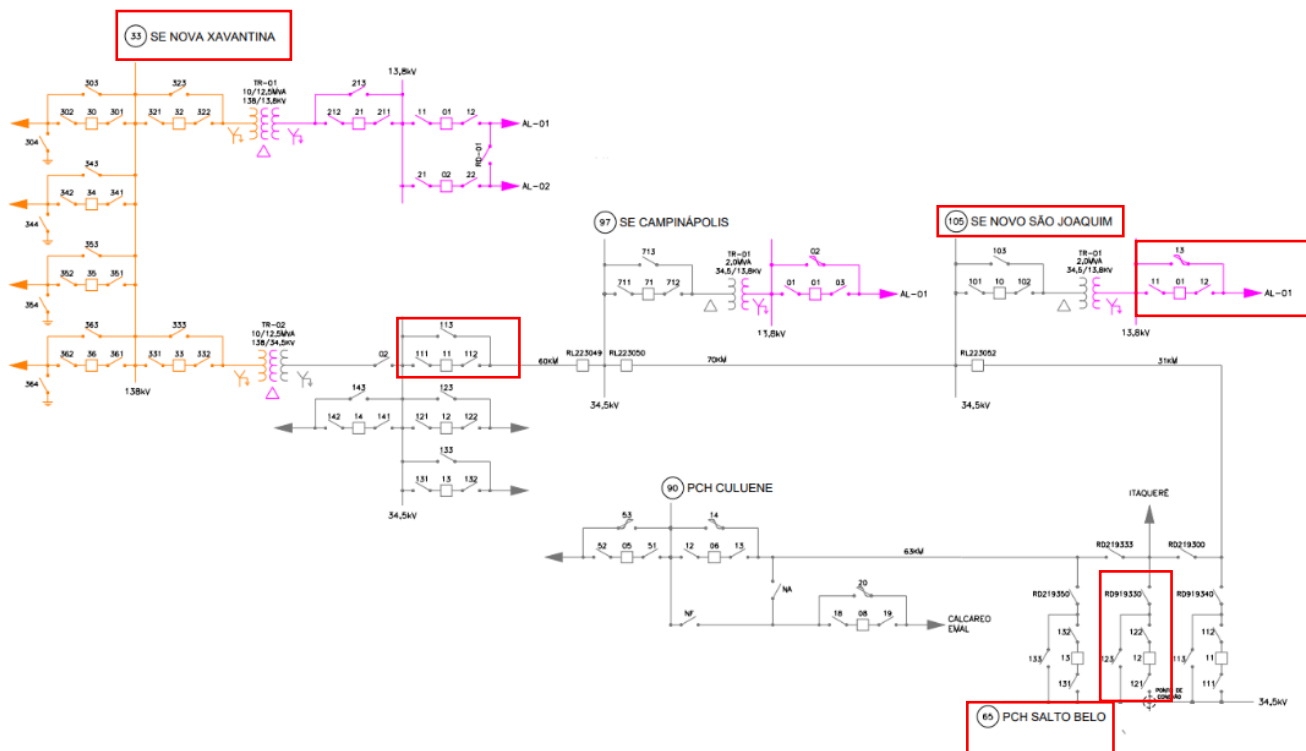 33 SE NOVA XAVANTINA
303
323
TR-01
10/12,5MVA
138/13,8KV
213
13,8kV
302 30 301 321 32 322
212 21 211 11 01 12
AL-01
304
RD-01
343
21 02 22
AL-02
342 34 341
344
353
352 35 351
354
363
333
TR-02
10/12,5MVA
138/34,5KV
362 36 361 331 33 332
02
113
111 11 112
364
138kV
143
123
142 14 141 121 12 122
133
131 13 132
34,5kV
60KM
RL223049
RL223050
70KM
RL223052
31KM
97 SE CAMPINÁPOLIS
713
TR-01
2,0MVA
34,5/13,8KV
02
711 71 712
01 01 03
AL-01
13,8kV
34,5kV
105 SE NOVO SÃO JOAQUIM
103
TR-01
2,0MVA
34,5/13,8KV
13
101 10 102
11 01 12
AL-01
13,8kV
34,5kV
90 PCH CULUENE
53
14
52 05 51 12 06 13
63KM
NA
NF
20
18 08 19
CALCAREO
EMAL
ITAQUERÊ
RD219333
RD219300
RD219350
RD919330
RD919340
132
122
112
133
13
123
12
113
11
131
121
111
PONTO DE
CONEXÃO
34,5kV
65 PCH SALTO BELO